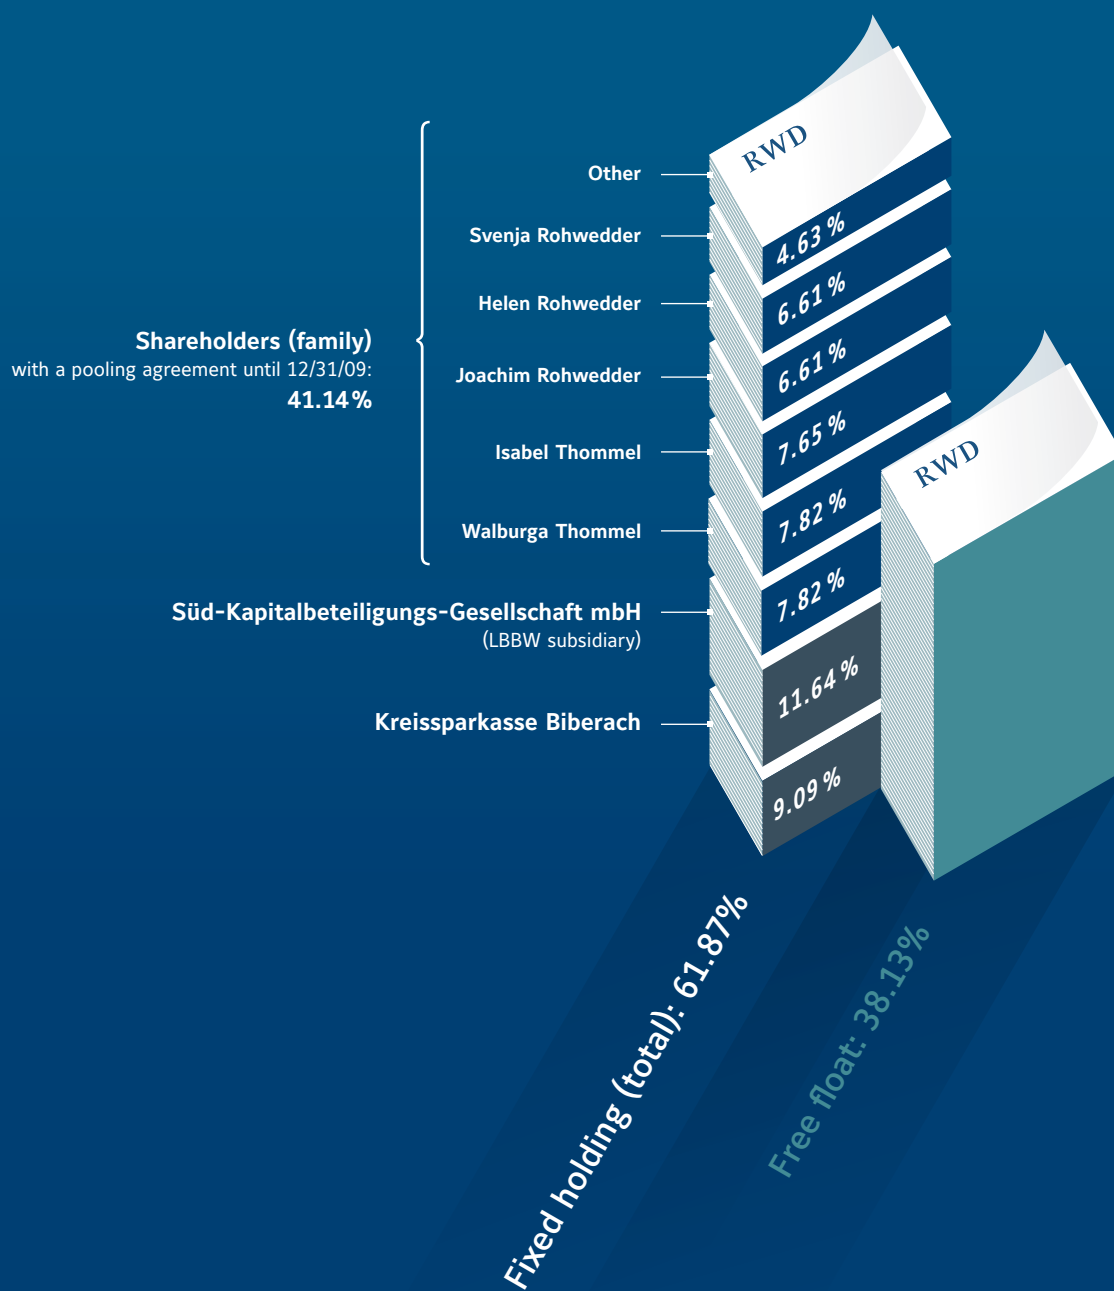 RWD
Other
4.63 %
Svenja Rohwedder
6.61 %
Helen Rohwedder
6.61 %
Shareholders (family)
with a pooling agreement until 12/31/09:
41.14 %
Joachim Rohwedder
7.65 %
Isabel Thommel
7.82 %
Walburga Thommel
7.82 %
Süd-Kapitalbeteiligungs-Gesellschaft mbH
(LBBW subsidiary)
11.64 %
Kreissparkasse Biberach
9.09 %
RWD
Fixed holding (total): 61.87%
Free float: 38.13%